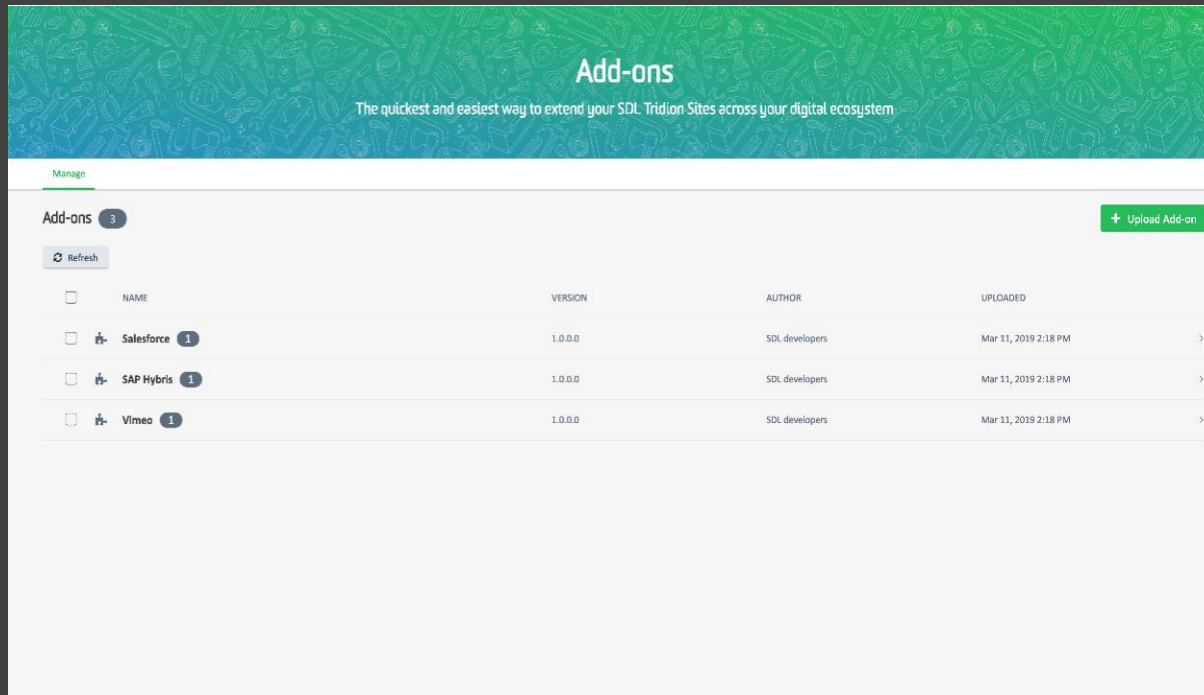 Add-ons
The quickest and easiest way to extend your SDL Tridion Sites across your digital ecosystem
Manage
Add-ons 3
+ Upload Add-on
Refresh
NAME VERSION AUTHOR UPLOADED
Salesforce 1 1.0.0.0 SDL developers Mar 11, 2019 2:18 PM
SAP Hybris 1 1.0.0.0 SDL developers Mar 11, 2019 2:18 PM
Vimeo 1 1.0.0.0 SDL developers Mar 11, 2019 2:18 PM